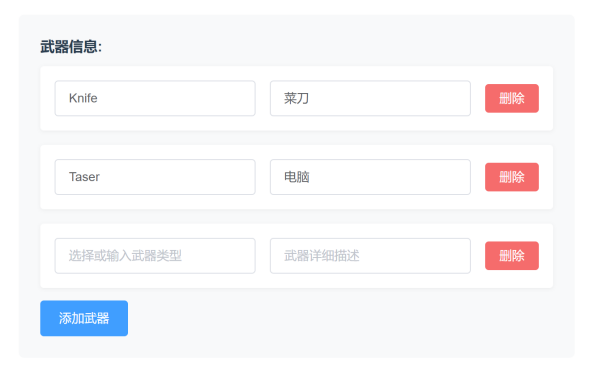 武器信息:
Knife 菜刀 删除
Taser 电脑 删除
选择或输入武器类型 武器详细描述 删除
添加武器